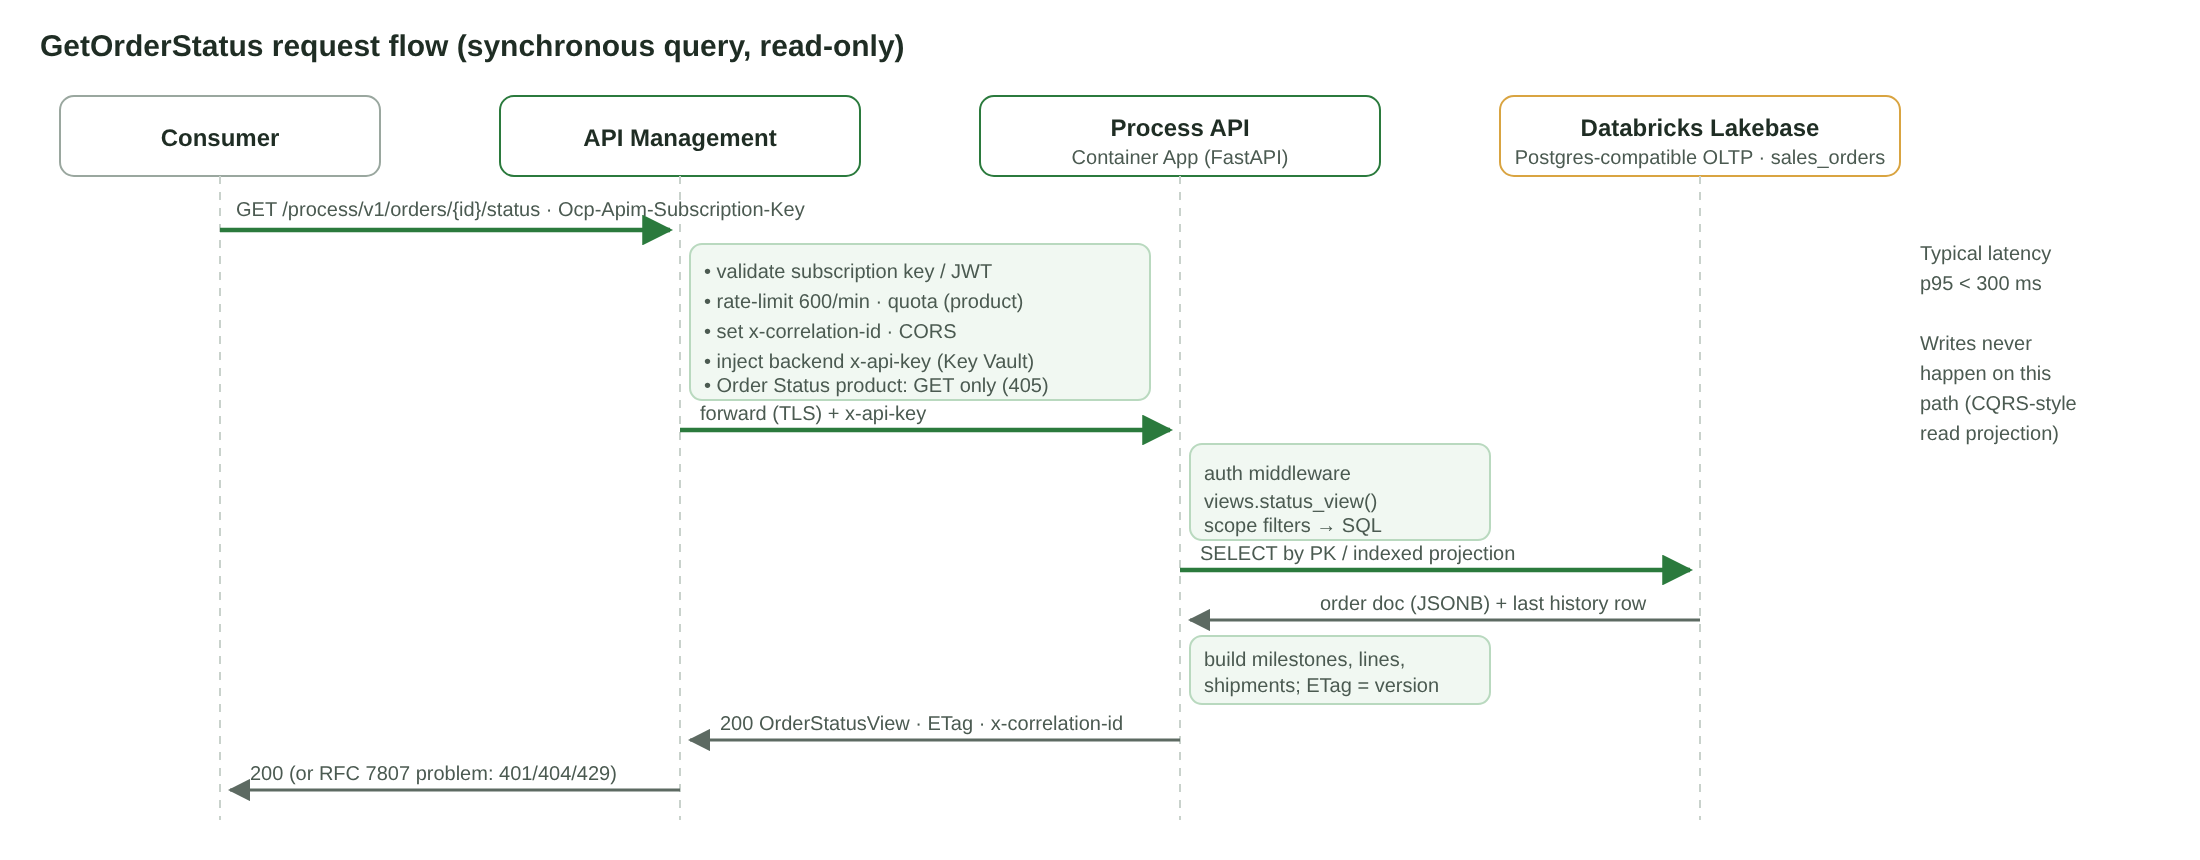 GetOrderStatus request flow (synchronous query, read-only)
Consumer
API Management
Process API
Container App (FastAPI)
Databricks Lakebase
Postgres-compatible OLTP · sales_orders
GET /process/v1/orders/{id}/status · Ocp-Apim-Subscription-Key
• validate subscription key / JWT
• rate-limit 600/min · quota (product)
• set x-correlation-id · CORS
• inject backend x-api-key (Key Vault)
• Order Status product: GET only (405)
Typical latency
p95 < 300 ms
Writes never
happen on this
path (CQRS-style
read projection)
forward (TLS) + x-api-key
auth middleware
views.status_view()
scope filters → SQL
SELECT by PK / indexed projection
order doc (JSONB) + last history row
build milestones, lines,
shipments; ETag = version
200 OrderStatusView · ETag · x-correlation-id
200 (or RFC 7807 problem: 401/404/429)